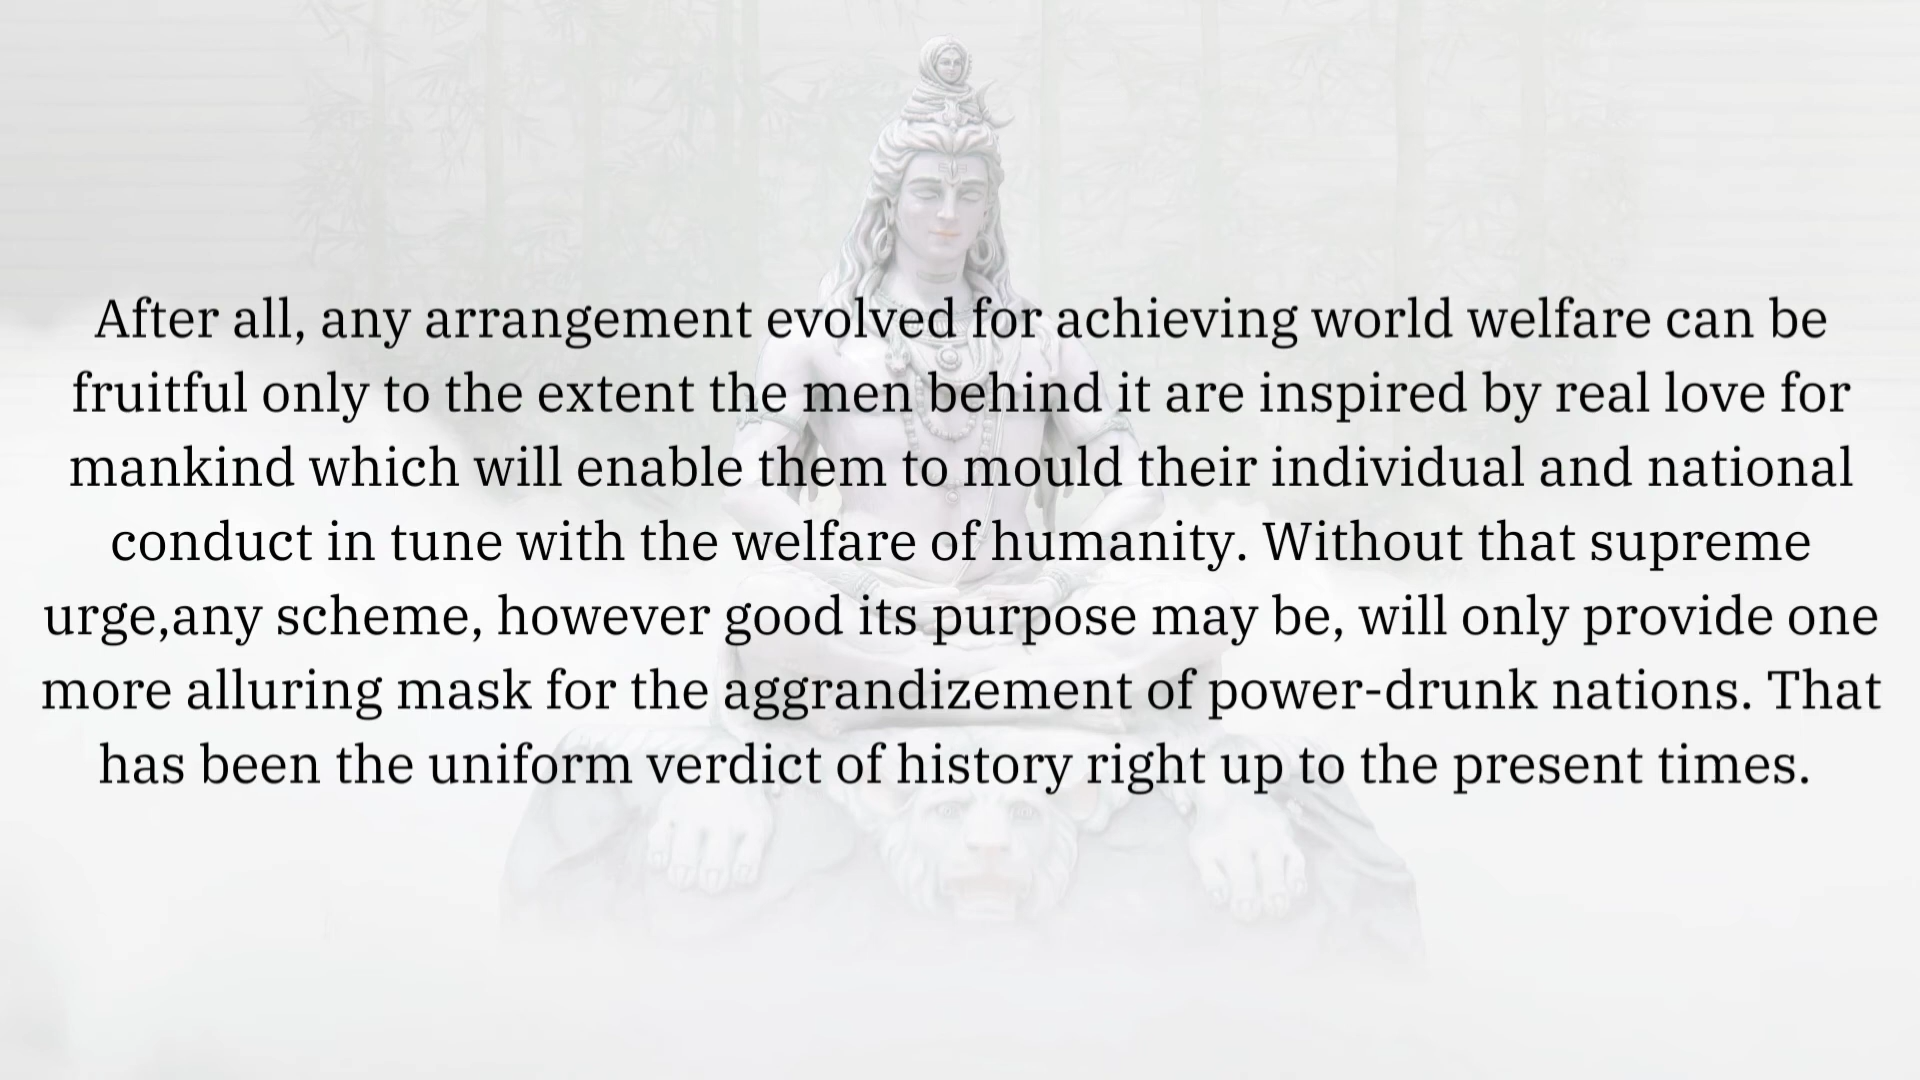 After all, any arrangement evolved for achieving world welfare can be
fruitful only to the extent the men behind it are inspired by real love for
mankind which will enable them to mould their individual and national
conduct in tune with the welfare of humanity. Without that supreme
urge,any scheme, however good its purpose may be, will only provide one
more alluring mask for the aggrandizement of power-drunk nations. That
has been the uniform verdict of history right up to the present times.